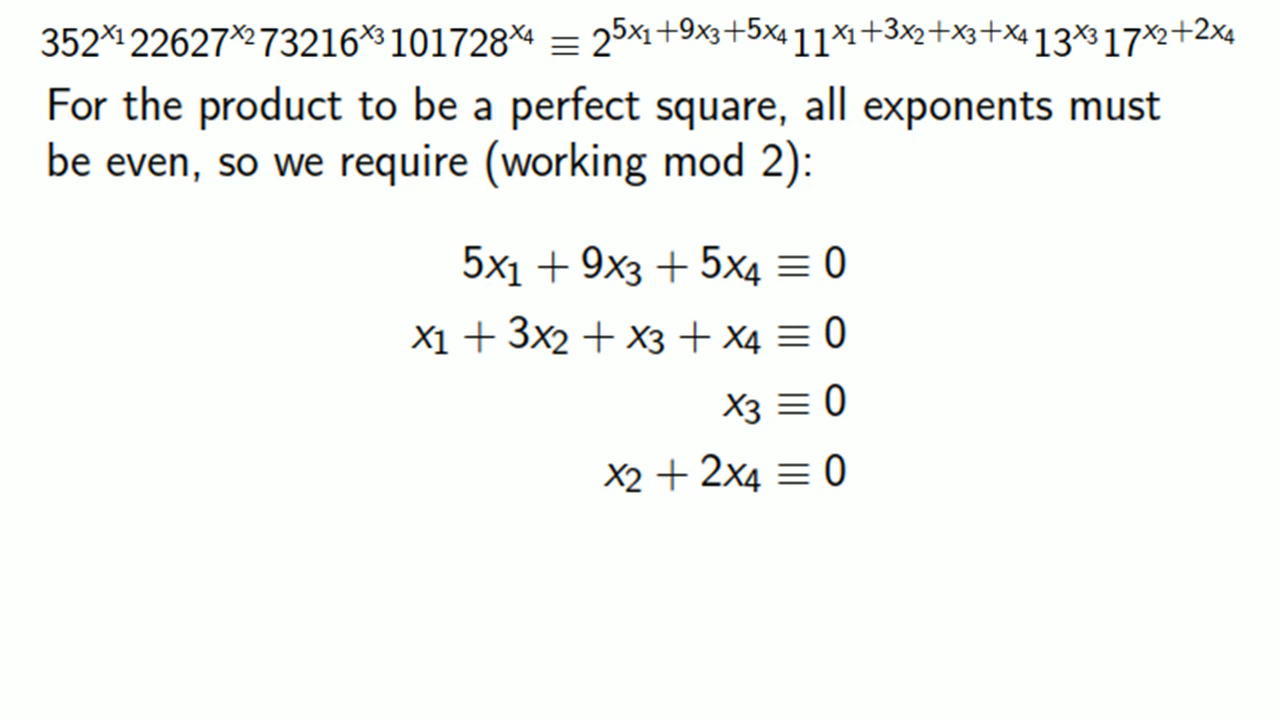 352^{x_1}22627^{x_2}73216^{x_3}101728^{x_4} ≡ 2^{5x_1+9x_3+5x_4}11^{x_1+3x_2+x_3+x_4}13^{x_3}17^{x_2+2x_4}
For the product to be a perfect square, all exponents must
be even, so we require (working mod 2):
5x_1 + 9x_3 + 5x_4 ≡ 0
x_1 + 3x_2 + x_3 + x_4 ≡ 0
x_3 ≡ 0
x_2 + 2x_4 ≡ 0